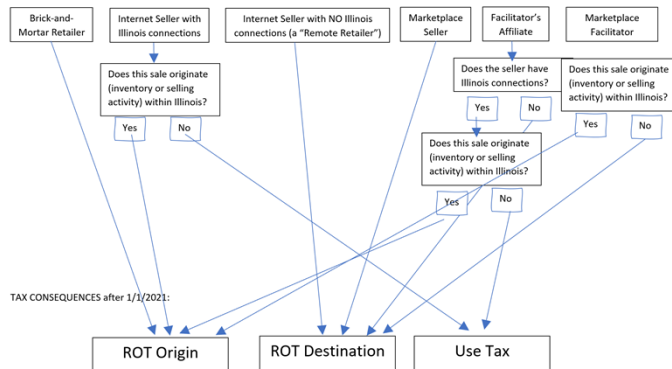 Brick-and-
Mortar Retailer
Internet Seller with
Illinois connections
Internet Seller with NO Illinois
connections (a “Remote Retailer”)
Marketplace
Seller
Facilitator’s
Affiliate
Marketplace
Facilitator
Does this sale originate
(inventory or selling
activity) within Illinois?
Yes
No
Does the seller have
Illinois connections?
Yes
No
Does this sale originate
(inventory or selling
activity) within Illinois?
Yes
No
Does this sale originate
(inventory or selling
activity) within Illinois?
Yes
No
TAX CONSEQUENCES after 1/1/2021:
ROT Origin
ROT Destination
Use Tax